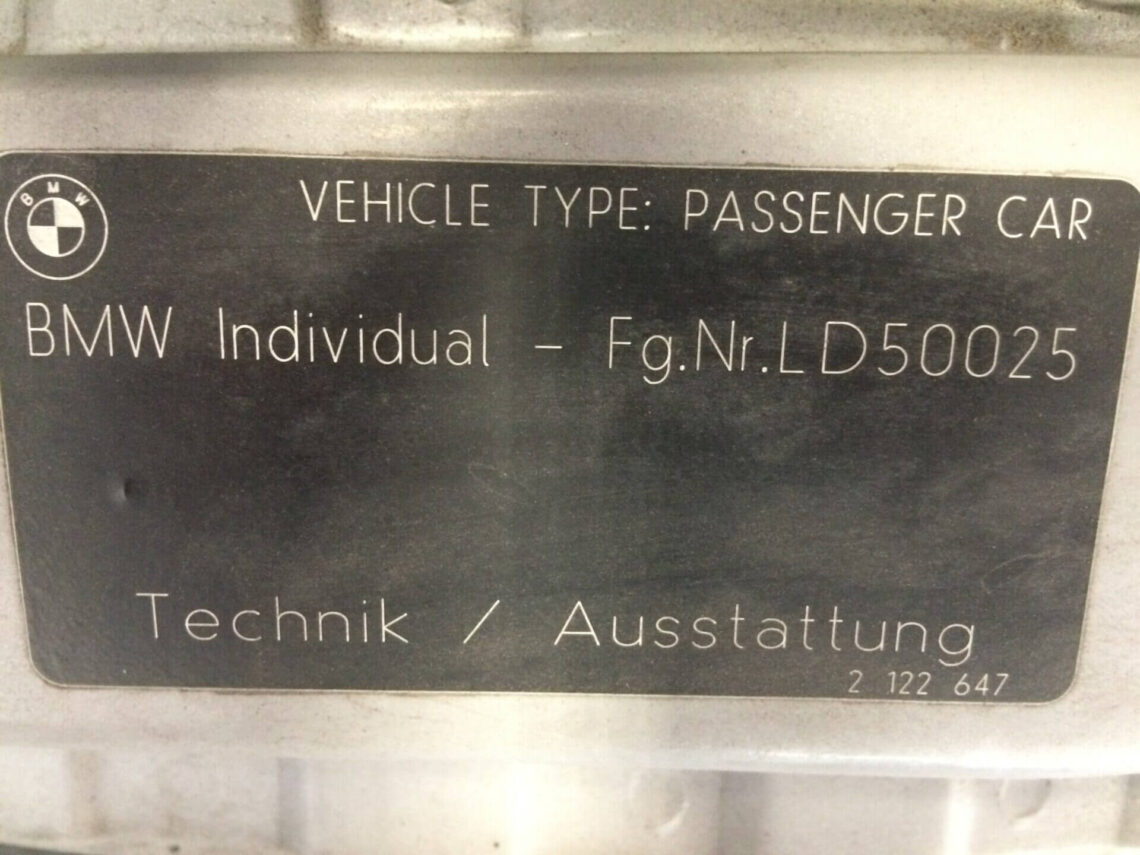 BMW
VEHICLE TYPE: PASSENGER CAR
BMW Individual - Fg.Nr.LD50025
Technik / Ausstattung
2 122 647